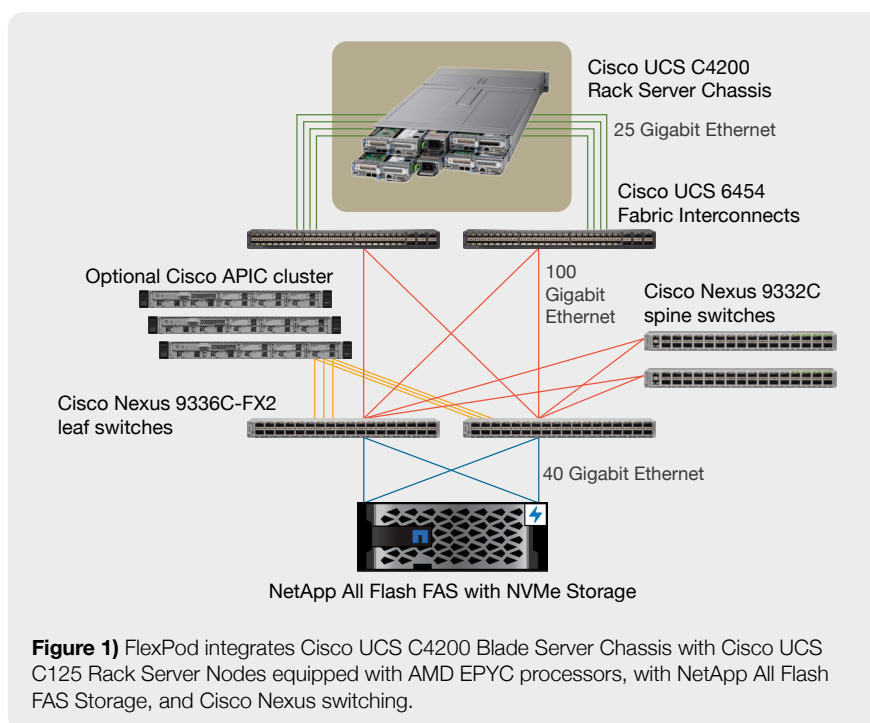 Cisco UCS C4200
Rack Server Chassis
25 Gigabit Ethernet
Cisco UCS 6454
Fabric Interconnects
Optional Cisco APIC cluster
100
Gigabit
Ethernet
Cisco Nexus 9332C
spine switches
Cisco Nexus 9336C-FX2
leaf switches
40 Gigabit Ethernet
NetApp All Flash FAS with NVMe Storage
Figure 1) FlexPod integrates Cisco UCS C4200 Blade Server Chassis with Cisco UCS
C125 Rack Server Nodes equipped with AMD EPYC processors, with NetApp All Flash
FAS Storage, and Cisco Nexus switching.